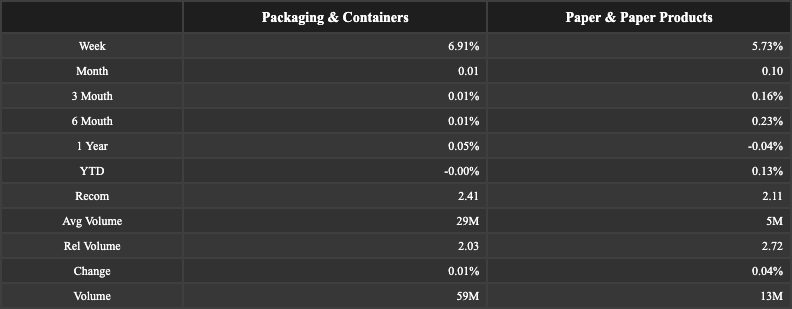 Packaging & Containers Paper & Paper Products
Week 6.91% 5.73%
Month 0.01 0.10
3 Mouth 0.01% 0.16%
6 Mouth 0.01% 0.23%
1 Year 0.05% -0.04%
YTD -0.00% 0.13%
Recom 2.41 2.11
Avg Volume 29M 5M
Rel Volume 2.03 2.72
Change 0.01% 0.04%
Volume 59M 13M